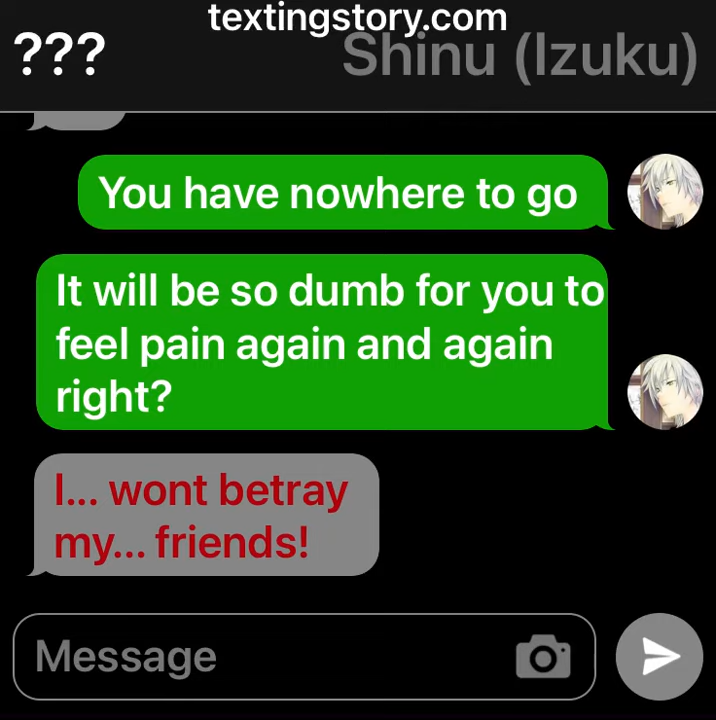 textingstory.com
??? Shinu (Izuku)
You have nowhere to go
It will be so dumb for you to
feel pain again and again
right?
I... wont betray
my... friends!
Message